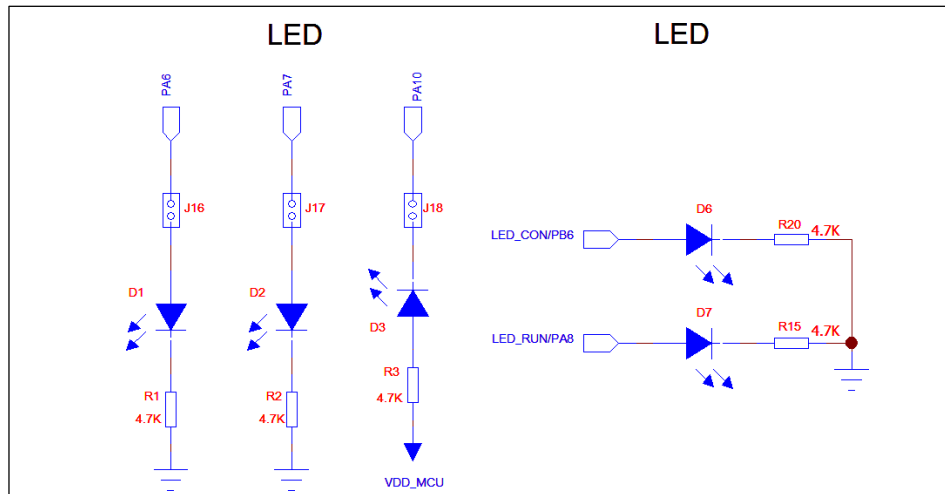 LED
LED
PA6
PA7
PA10
J16
J17
J18
D1
D2
D3
R1
4.7K
R2
4.7K
R3
4.7K
VDD_MCU
LED_CON/PB6
D6
R20
4.7K
LED_RUN/PA8
D7
R15
4.7K